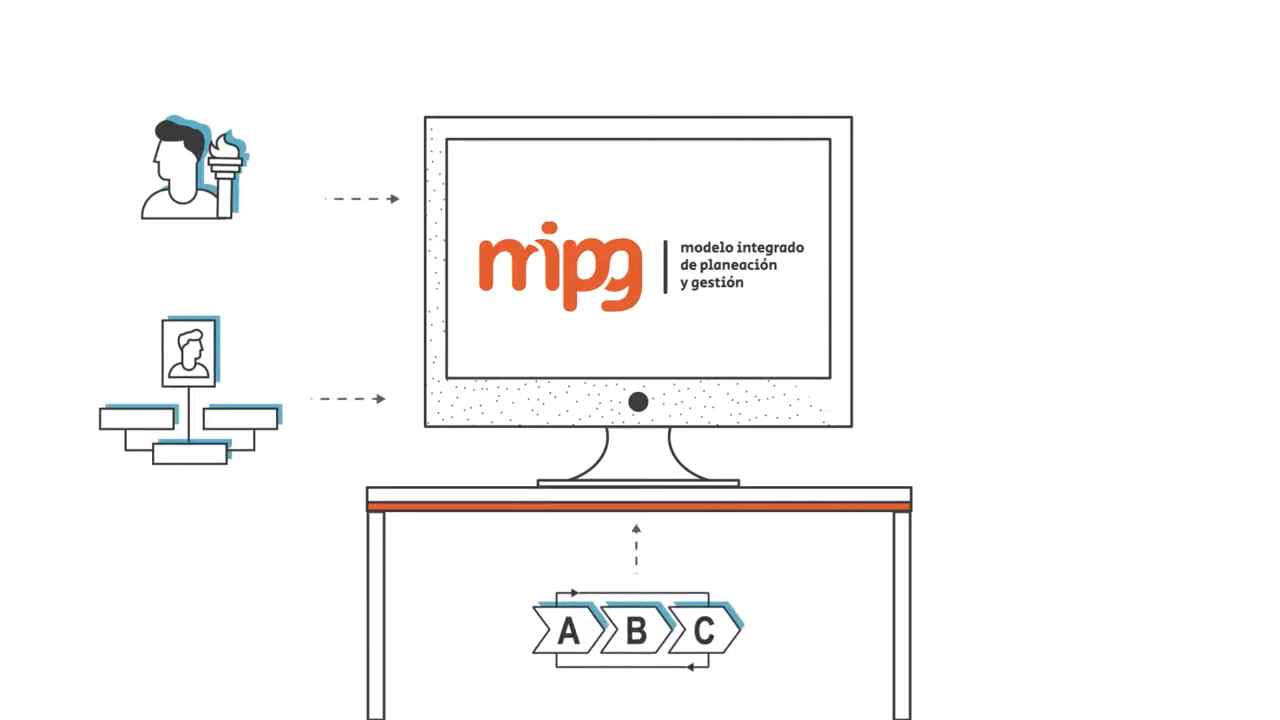 mipg
modelo integrado
de planeación
y gestión
A B C